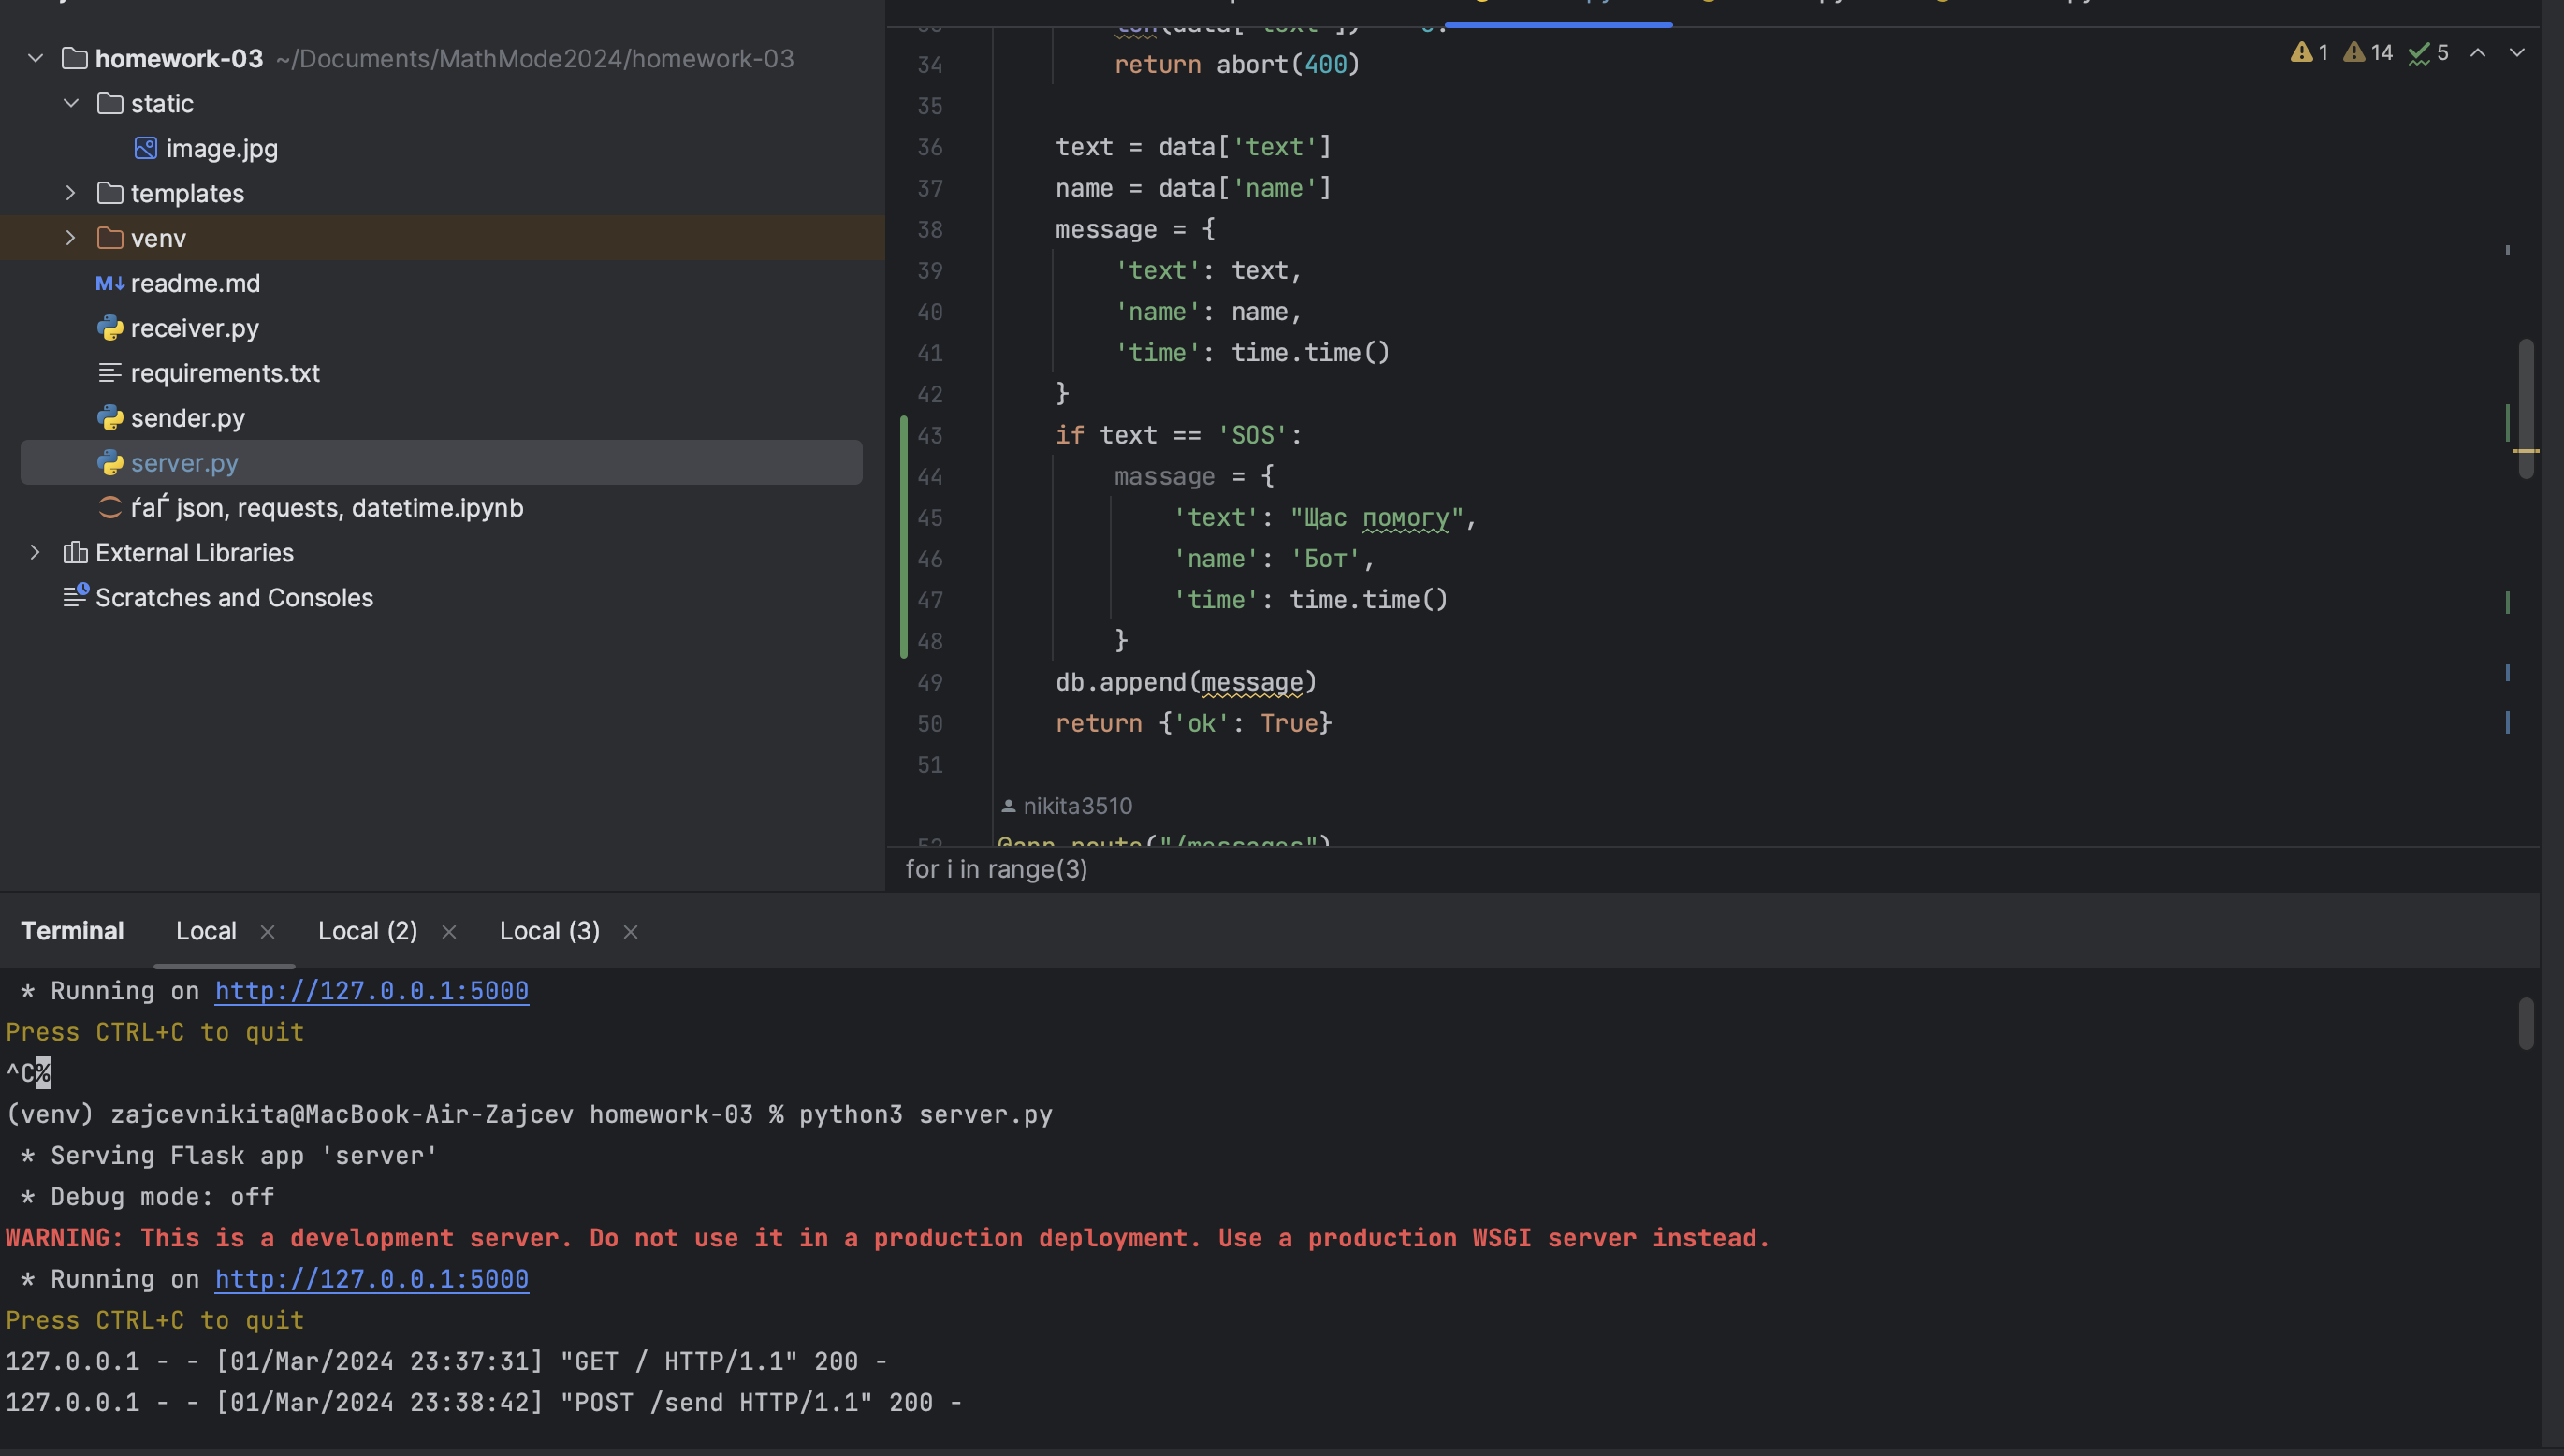 homework-03 ~/Documents/MathMode2024/homework-03
static
image.jpg
templates
venv
M↓ readme.md
receiver.py
requirements.txt
sender.py
server.py
ѓаЃ json, requests, datetime.ipynb
External Libraries
Scratches and Consoles
1 14 5
34 return abort(400)
35
36 text = data['text']
37 name = data['name']
38 message = {
39 'text': text,
40 'name': name,
41 'time': time.time()
42 }
43 if text == 'SOS':
44 massage = {
45 'text': "Щас помогу",
46 'name': 'Бот',
47 'time': time.time()
48 }
49 db.append(message)
50 return {'ok': True}
51
nikita3510
@app.route("/messages")
for i in range(3)
Terminal Local × Local (2) × Local (3) ×
* Running on http://127.0.0.1:5000
Press CTRL+C to quit
^C%
(venv) zajcevnikita@MacBook-Air-Zajcev homework-03 % python3 server.py
* Serving Flask app 'server'
* Debug mode: off
WARNING: This is a development server. Do not use it in a production deployment. Use a production WSGI server instead.
* Running on http://127.0.0.1:5000
Press CTRL+C to quit
127.0.0.1 - - [01/Mar/2024 23:37:31] "GET / HTTP/1.1" 200 -
127.0.0.1 - - [01/Mar/2024 23:38:42] "POST /send HTTP/1.1" 200 -